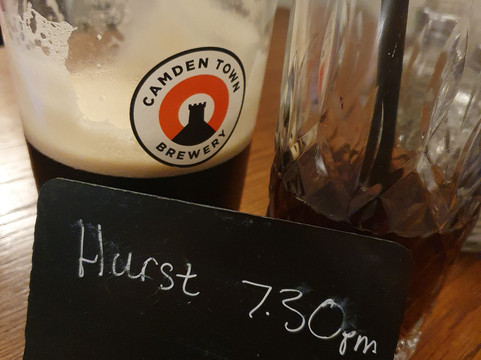 CAMDEN TOWN
BREWERY
Hurst 7.30pm